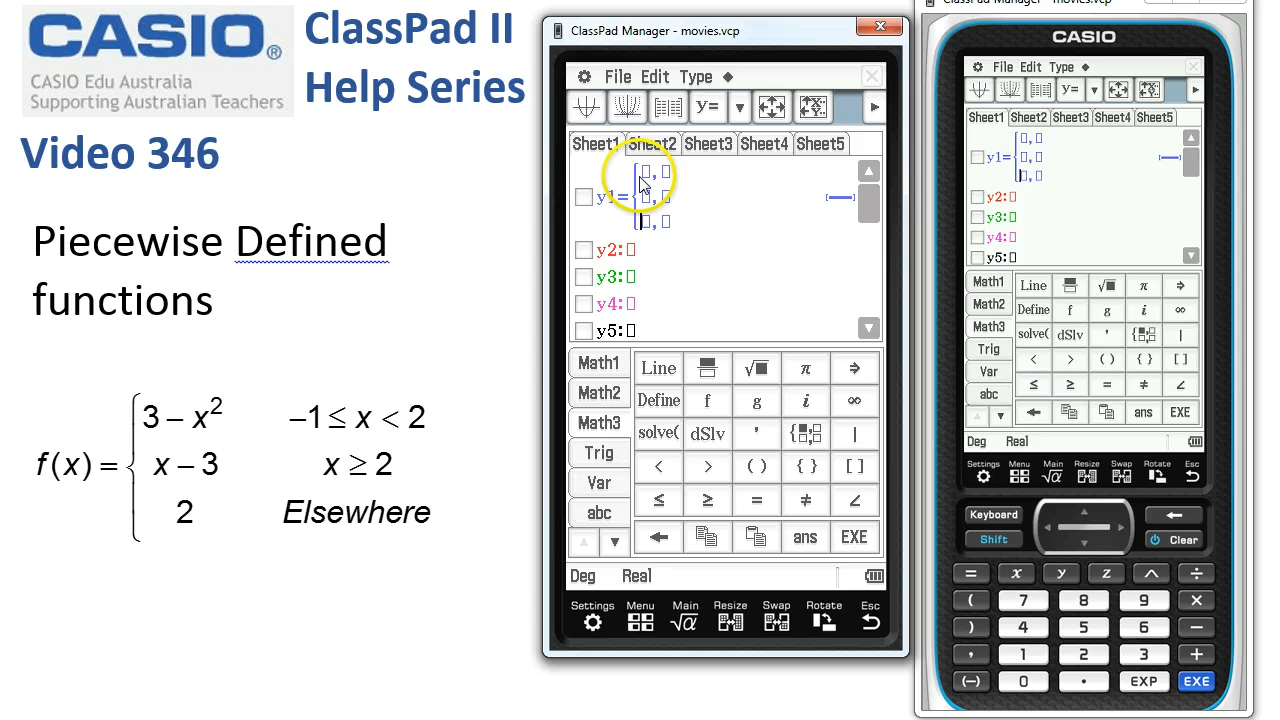 CASIO®
CASIO Edu Australia
Supporting Australian Teachers
ClassPad II
Help Series
Video 346
Piecewise Defined
functions
f(x) = { 3 – x²    –1 ≤ x < 2
x – 3    x ≥ 2
2    Elsewhere
ClassPad Manager - movies.vcp
File Edit Type
Y=
Sheet1 Sheet2 Sheet3 Sheet4 Sheet5
y1={ □,□
□,□
□,□
y2:□
y3:□
y4:□
y5:□
Math1 Line √■ π ⇒
Math2 Define f g i ∞
Math3 solve( dSlv ' |
Trig < > ( ) { } [ ]
Var ≤ ≥ = ≠ ∠
abc ← ans EXE
Deg Real
Settings Menu Main Resize Swap Rotate Esc
√α
ClassPad Manager - movies.vcp
CASIO
File Edit Type
Y=
Sheet1 Sheet2 Sheet3 Sheet4 Sheet5
y1={ □,□
□,□
□,□
y2:□
y3:□
y4:□
y5:□
Math1 Line √■ π ⇒
Math2 Define f g i ∞
Math3 solve( dSlv ' |
Trig < > ( ) { } [ ]
Var ≤ ≥ = ≠ ∠
abc ← ans EXE
Deg Real
Settings Menu Main Resize Swap Rotate Esc
√α
Keyboard ←
Shift Clear
= x y z ^ ÷
( 7 8 9 ×
) 4 5 6 −
, 1 2 3 +
(−) 0 · EXP EXE